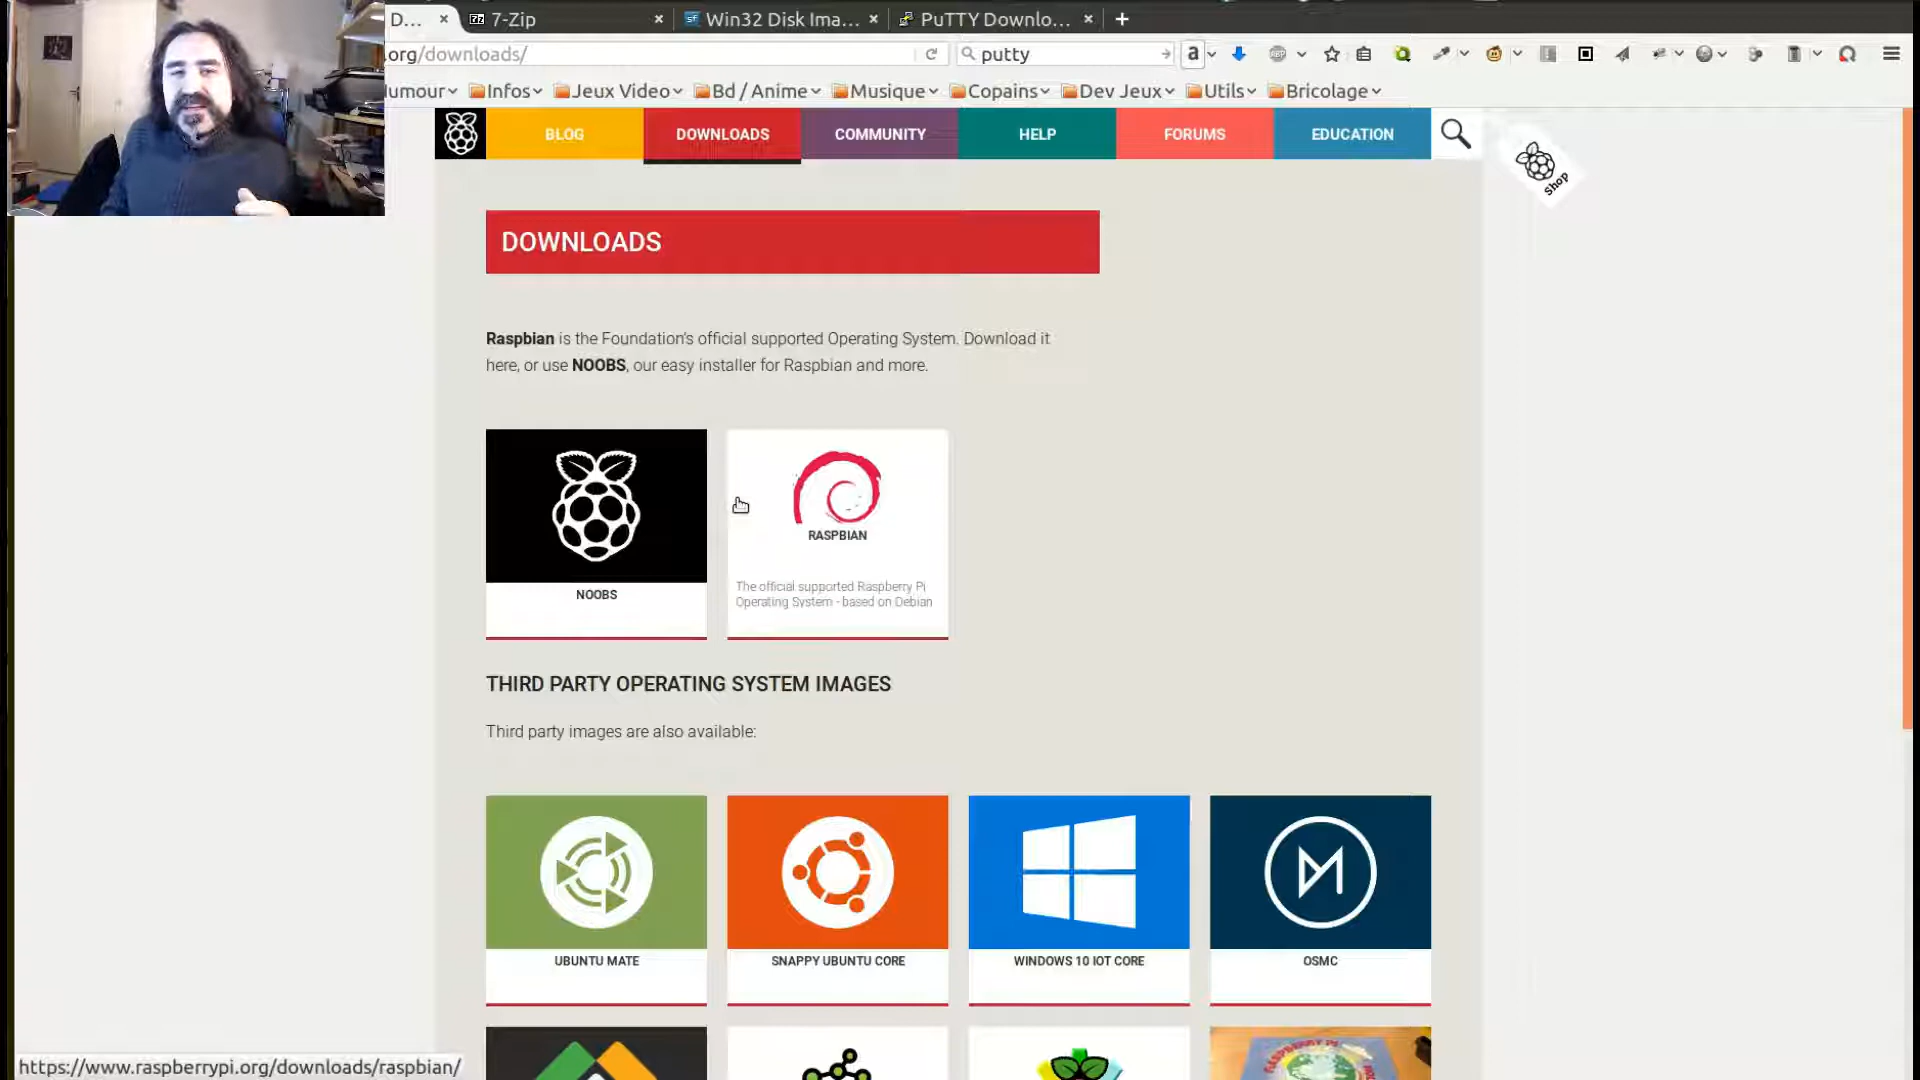 D...
7-Zip
Win32 Disk Ima...
PuTTY Downlo...
.org/downloads/
putty
umour
Infos
Jeux Video
Bd / Anime
Musique
Copains
Dev Jeux
Utils
Bricolage
BLOG
DOWNLOADS
COMMUNITY
HELP
FORUMS
EDUCATION
Shop
DOWNLOADS
Raspbian is the Foundation's official supported Operating System. Download it
here, or use NOOBS, our easy installer for Raspbian and more.
NOOBS
RASPBIAN
The official supported Raspberry Pi
Operating System - based on Debian
THIRD PARTY OPERATING SYSTEM IMAGES
Third party images are also available:
UBUNTU MATE
SNAPPY UBUNTU CORE
WINDOWS 10 IOT CORE
OSMC
RASPBERRY PI
https://www.raspberrypi.org/downloads/raspbian/